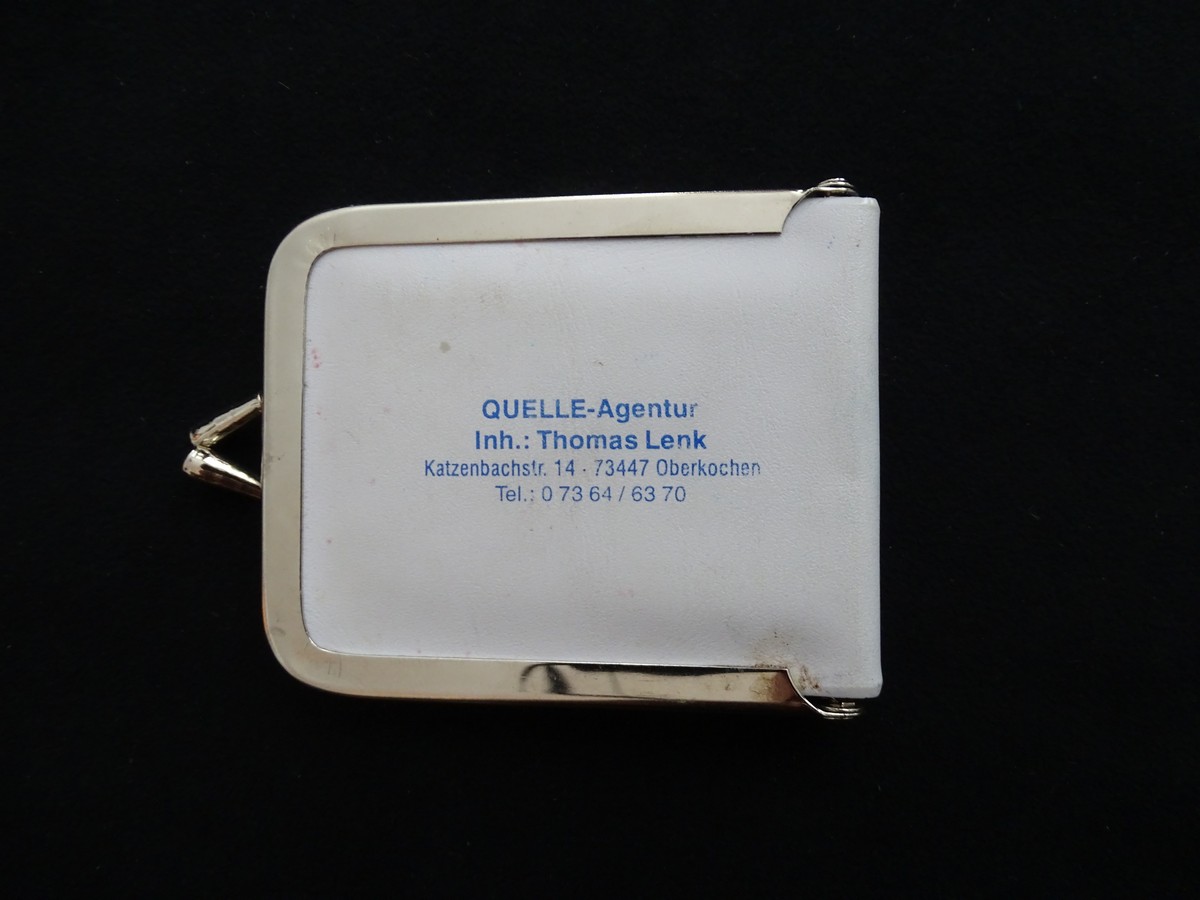 QUELLE-Agentur
Inh.: Thomas Lenk
Katzenbachstr. 14 · 73447 Oberkochen
Tel.: 0 73 64 / 63 70